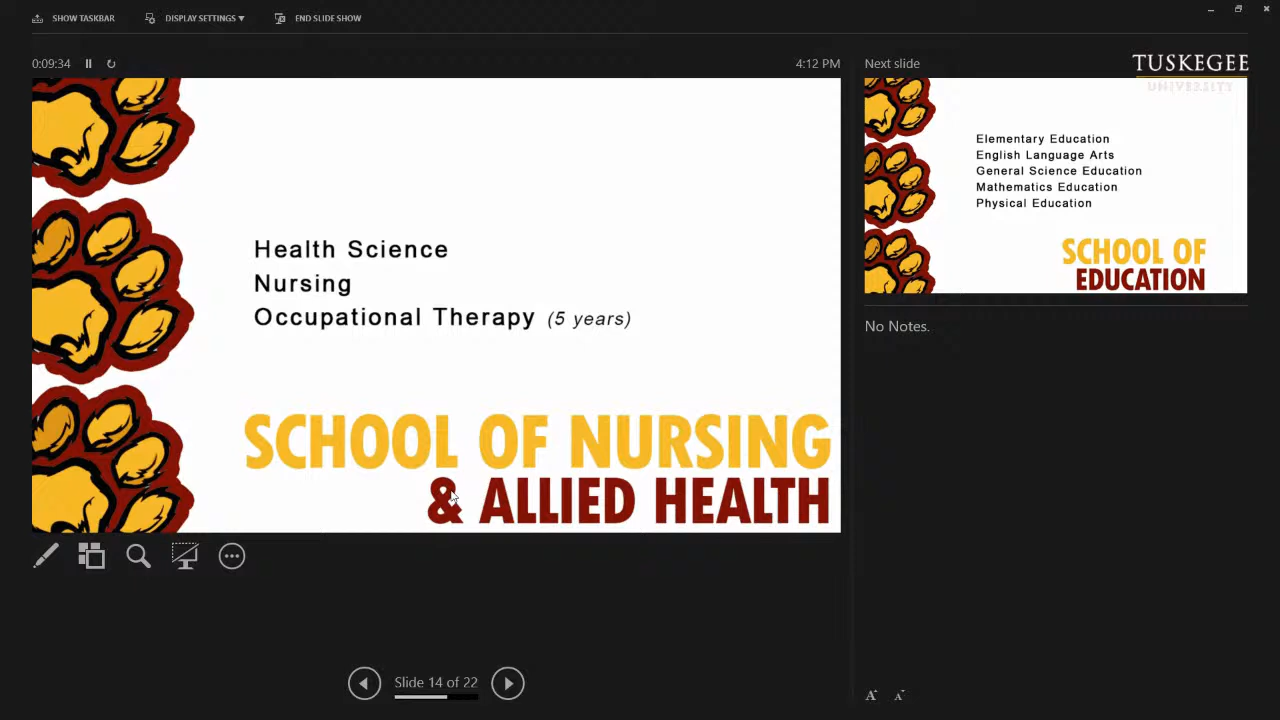 SHOW TASKBAR
DISPLAY SETTINGS ▼
END SLIDE SHOW
0:09:34
4:12 PM
Next slide
TUSKEGEE
UNIVERSITY
Health Science
Nursing
Occupational Therapy (5 years)
SCHOOL OF NURSING
& ALLIED HEALTH
Elementary Education
English Language Arts
General Science Education
Mathematics Education
Physical Education
SCHOOL OF
EDUCATION
No Notes.
Slide 14 of 22
A A